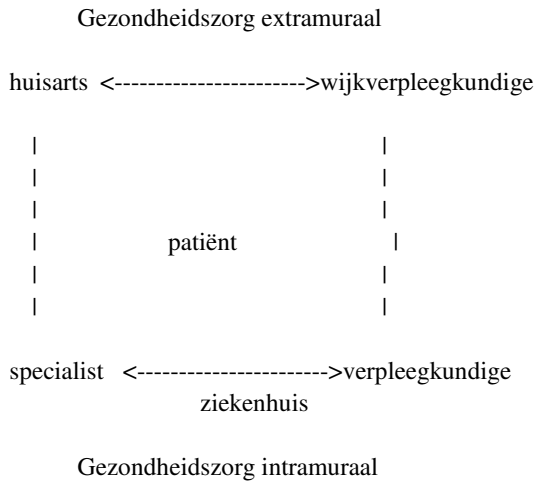 Gezondheidszorg extramuraal
huisarts <----------------------->wijkverpleegkundige
| |
| |
| |
| patiënt |
| |
| |
specialist <----------------------->verpleegkundige
ziekenhuis
Gezondheidszorg intramuraal